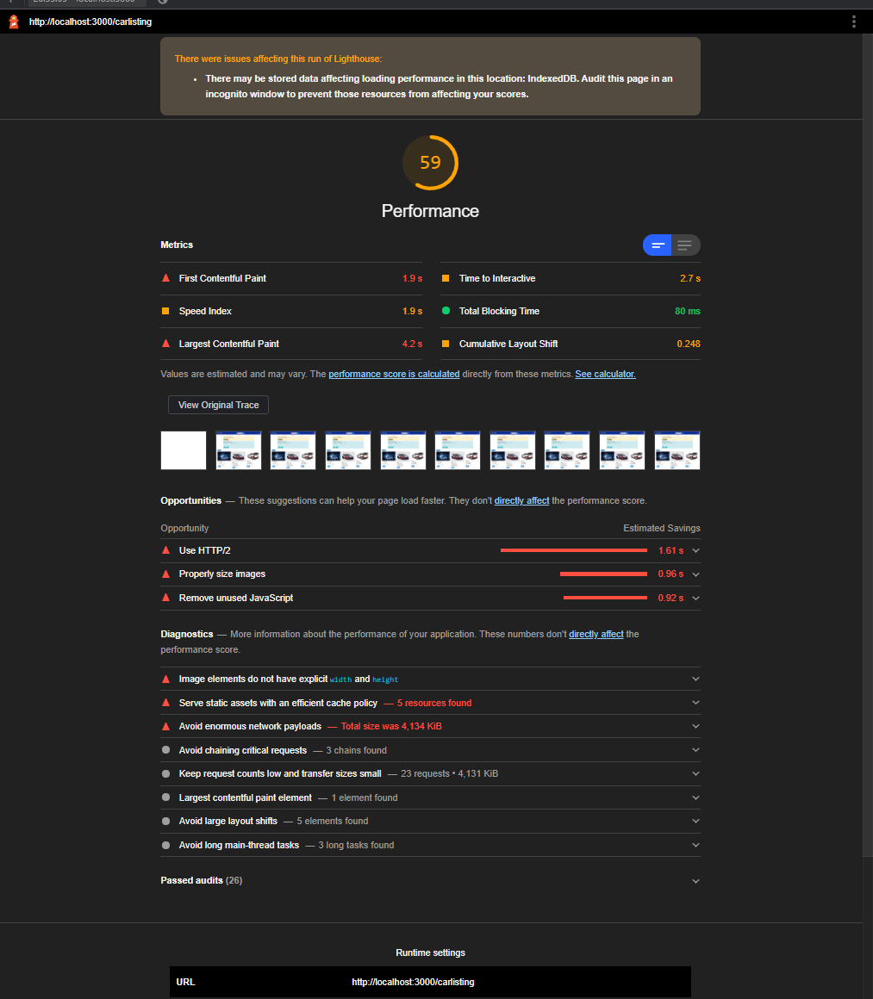 http://localhost:3000/carlisting
There were issues affecting this run of Lighthouse:
• There may be stored data affecting loading performance in this location: IndexedDB. Audit this page in an
incognito window to prevent those resources from affecting your scores.
59
Performance
Metrics
First Contentful Paint 1.9 s
Time to Interactive 2.7 s
Speed Index 1.9 s
Total Blocking Time 80 ms
Largest Contentful Paint 4.2 s
Cumulative Layout Shift 0.248
Values are estimated and may vary. The performance score is calculated directly from these metrics. See calculator.
View Original Trace
Opportunities — These suggestions can help your page load faster. They don't directly affect the performance score.
Opportunity Estimated Savings
Use HTTP/2 1.61 s
Properly size images 0.96 s
Remove unused JavaScript 0.92 s
Diagnostics — More information about the performance of your application. These numbers don't directly affect the
performance score.
Image elements do not have explicit width and height
Serve static assets with an efficient cache policy — 5 resources found
Avoid enormous network payloads — Total size was 4,134 KiB
Avoid chaining critical requests — 3 chains found
Keep request counts low and transfer sizes small — 23 requests • 4,131 KiB
Largest contentful paint element — 1 element found
Avoid large layout shifts — 5 elements found
Avoid long main-thread tasks — 3 long tasks found
Passed audits (26)
Runtime settings
URL http://localhost:3000/carlisting